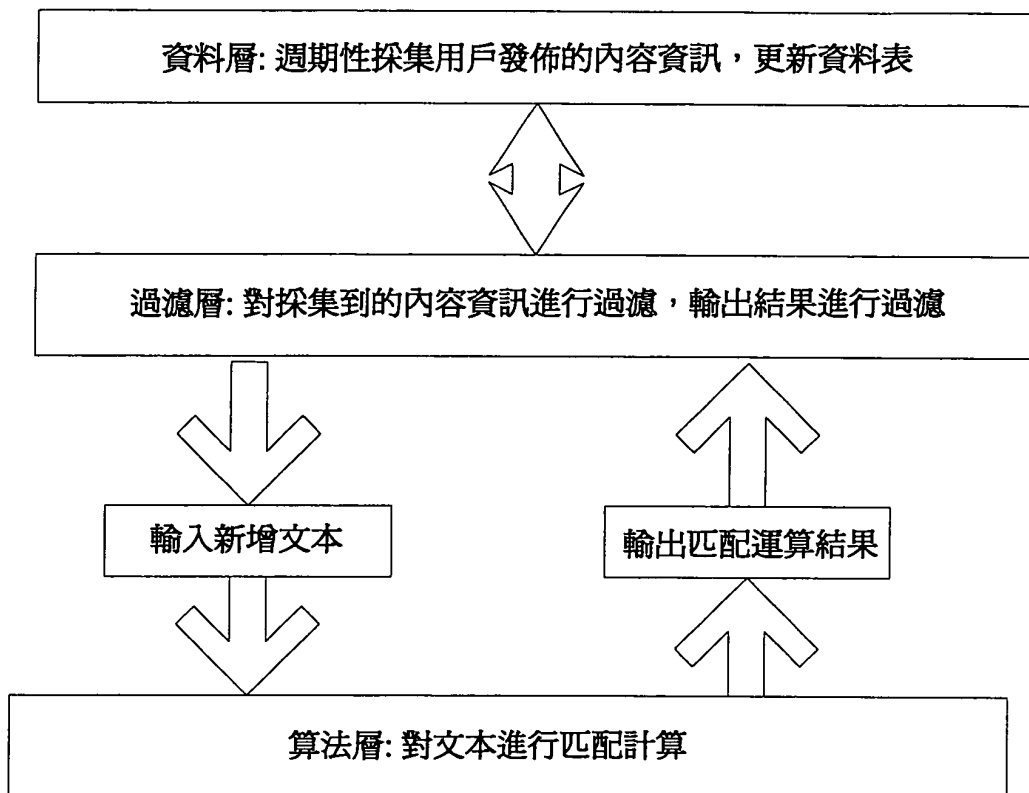 資料層: 週期性採集用戶發佈的內容資訊，更新資料表
過濾層: 對採集到的內容資訊進行過濾，輸出結果進行過濾
輸入新增文本
輸出匹配運算結果
算法層: 對文本進行匹配計算